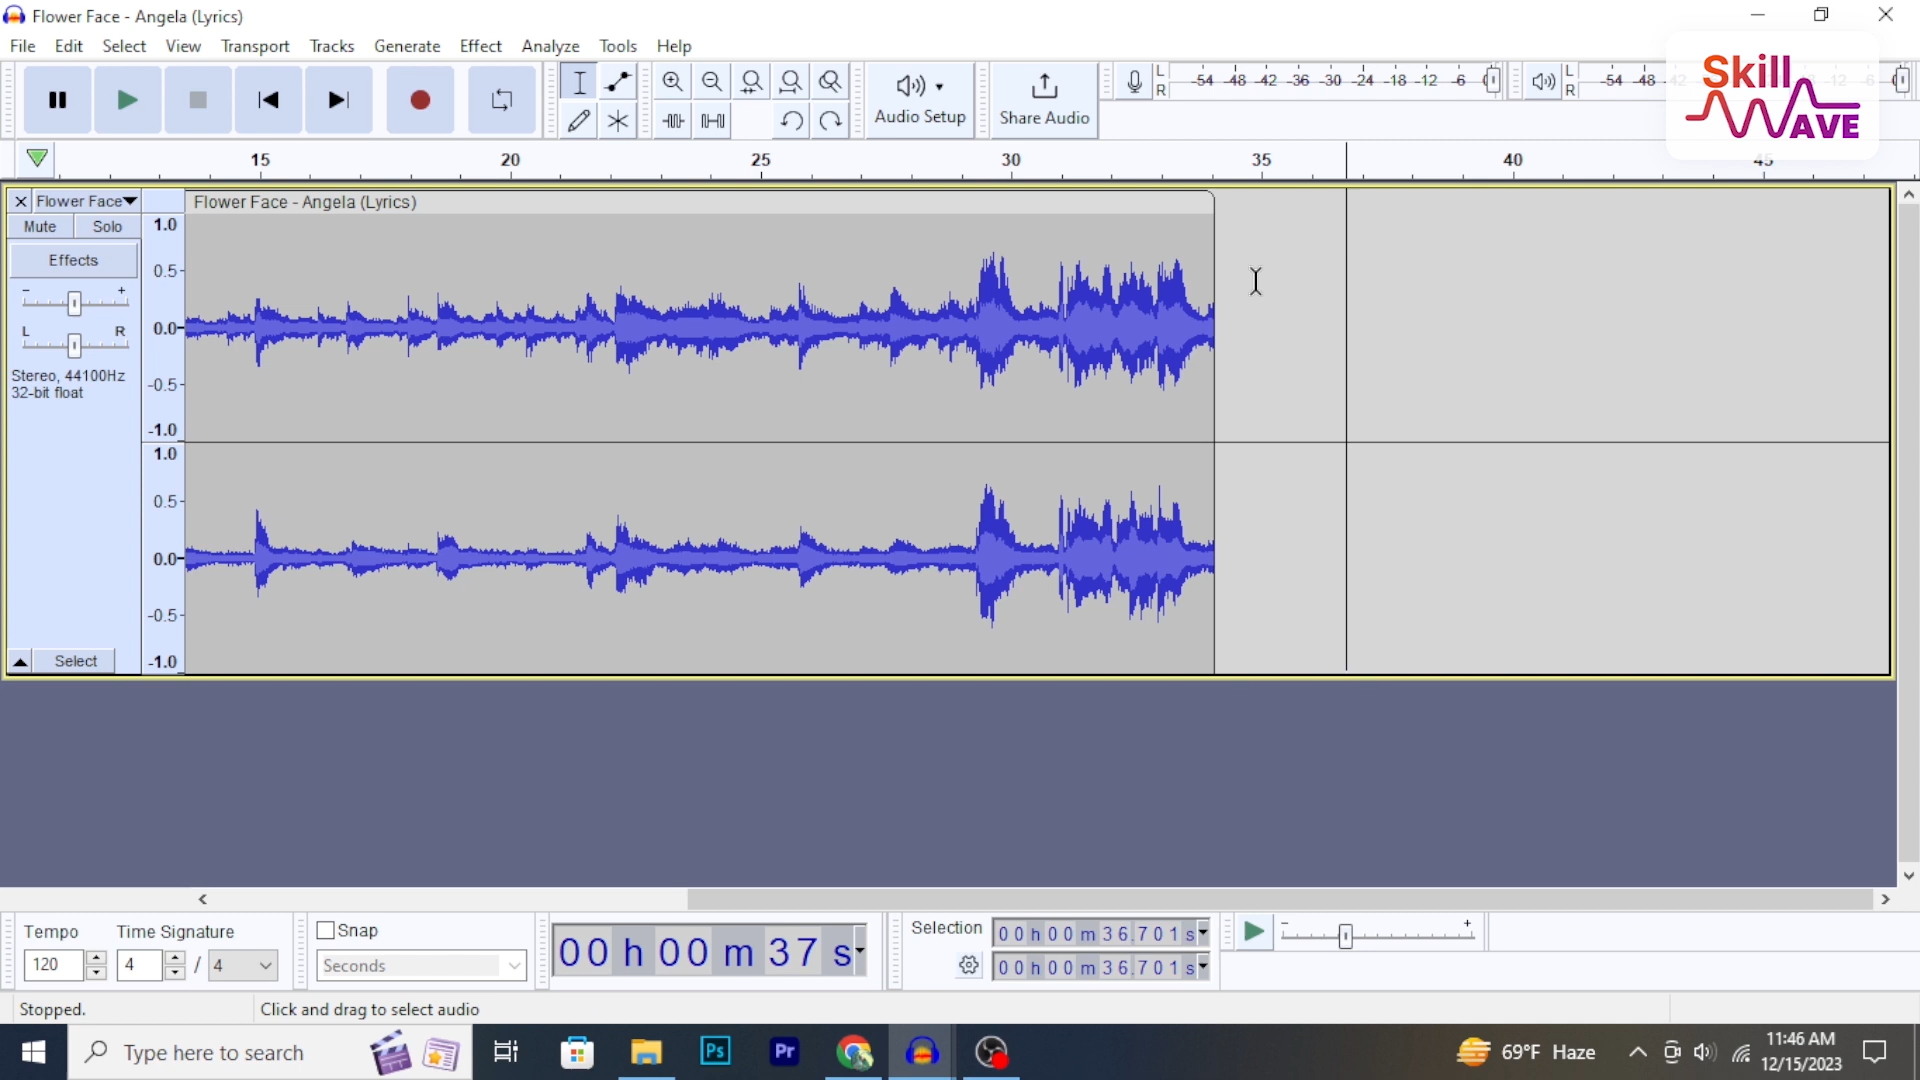 Flower Face - Angela (Lyrics)
File Edit Select View Transport Tracks Generate Effect Analyze Tools Help
Skill
WAVE
L -54 -48 -42 -36 -30 -24 -18 -12 -6
R
L -54 -48 -42 -12 -6
R
Audio Setup
Share Audio
15 20 25 30 35 40 45
Flower Face
Flower Face - Angela (Lyrics)
Mute Solo
Effects
- +
L R
Stereo, 44100Hz
32-bit float
Select
1.0
0.5-
0.0-
-0.5-
-1.0
1.0
0.5-
0.0-
-0.5-
-1.0
Tempo
120
Time Signature
4 / 4
Snap
Seconds
00 h 00 m 37 s
Selection
00 h 00 m 36.701 s
00 h 00 m 36.701 s
- +
Stopped.
Click and drag to select audio
Type here to search
Ps
Pr
69°F Haze
11:46 AM
12/15/2023